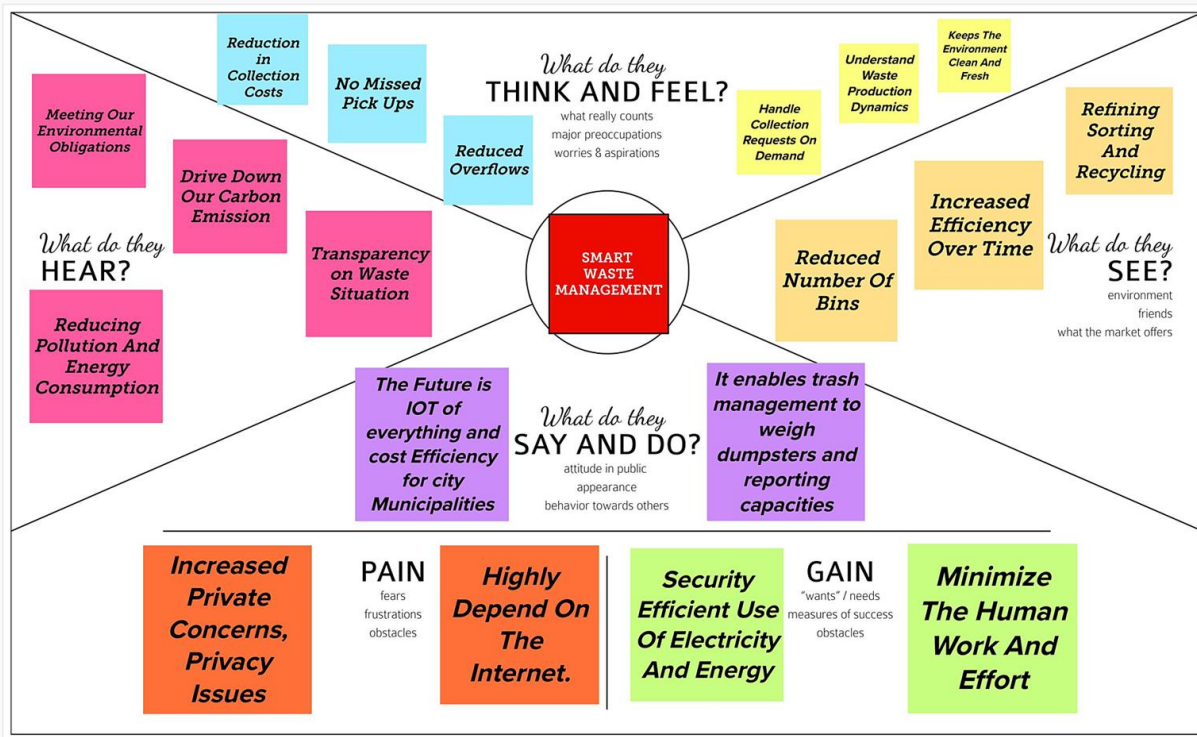 Reduction
in
Collection
Costs
No Missed
Pick Ups
Reduced
Overflows
What do they
THINK AND FEEL?
what really counts
major preoccupations
worries & aspirations
Handle
Collection
Requests On
Demand
Understand
Waste
Production
Dynamics
Keeps The
Environment
Clean And
Fresh
Meeting Our
Environmental
Obligations
Drive Down
Our Carbon
Emission
Transparency
on Waste
Situation
What do they
HEAR?
Reducing
Pollution And
Energy
Consumption
SMART
WASTE
MANAGEMENT
Refining
Sorting
And
Recycling
Increased
Efficiency
Over Time
Reduced
Number Of
Bins
What do they
SEE?
environment
friends
what the market offers
The Future is
IOT of
everything and
cost Efficiency
for city
Municipalities
What do they
SAY AND DO?
attitude in public
appearance
behavior towards others
It enables trash
management to
weigh
dumpsters and
reporting
capacities
Increased
Private
Concerns,
Privacy
Issues
PAIN
fears
frustrations
obstacles
Highly
Depend On
The
Internet.
Security
Efficient Use
Of Electricity
And Energy
GAIN
"wants" / needs
measures of success
obstacles
Minimize
The Human
Work And
Effort